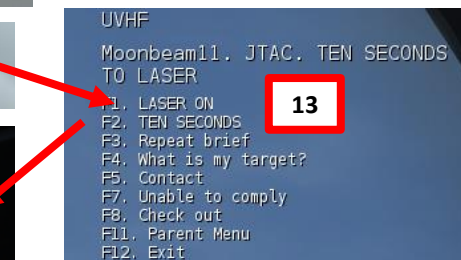 UVHF
Moonbeam11. JTAC. TEN SECONDS
TO LASER
F1. LASER ON
F2. TEN SECONDS
F3. Repeat brief
F4. What is my target?
F5. Contact
F7. Unable to comply
F8. Check out
F11. Parent Menu
F12. Exit
13